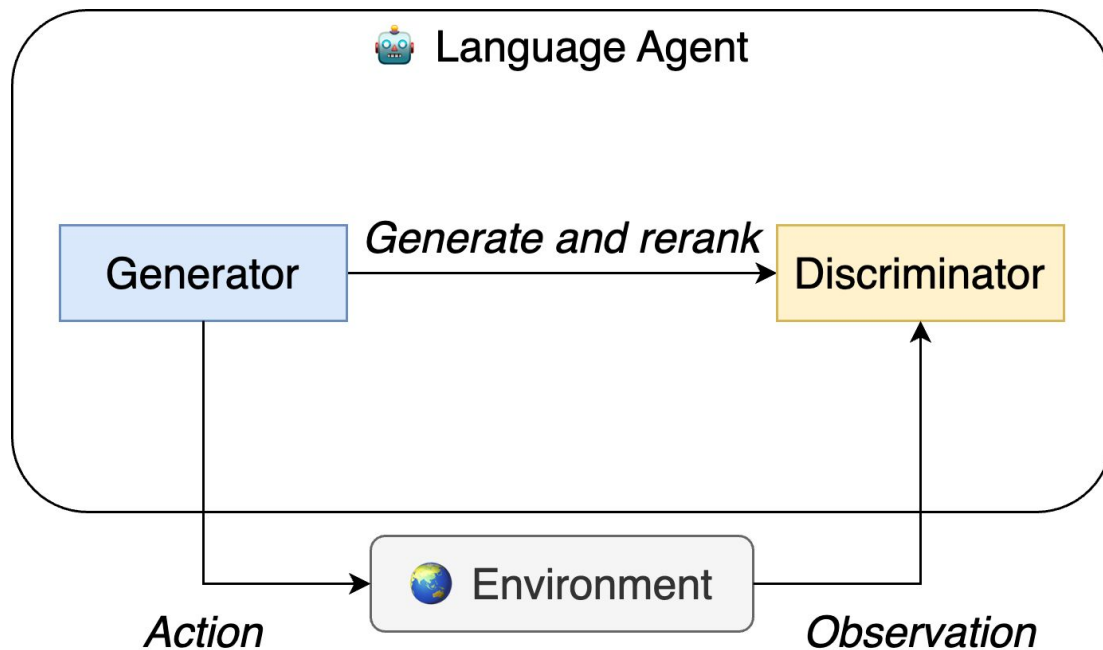 Language Agent
Generate and rerank
Generator
Discriminator
Environment
Action
Observation